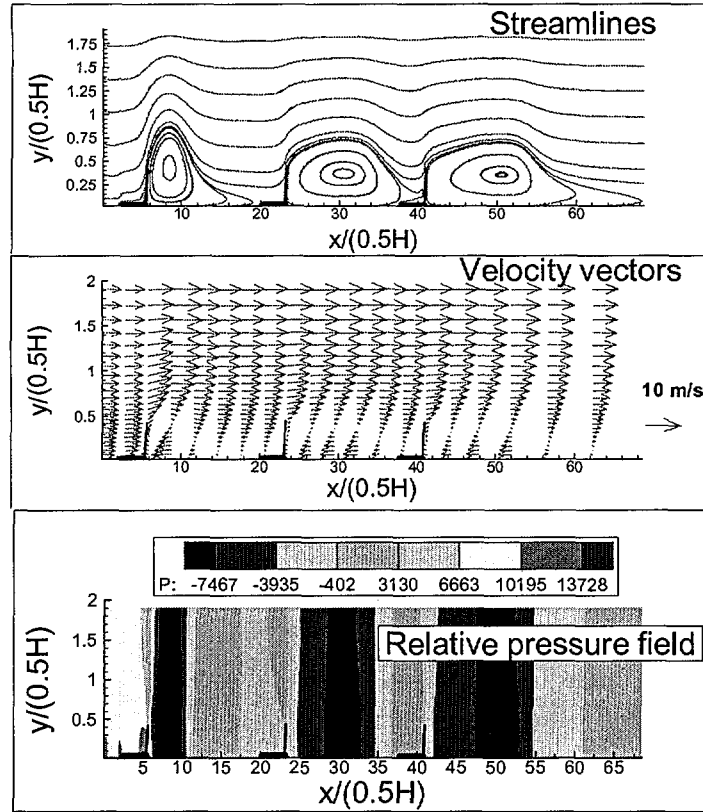 Streamlines
1.75
1.5
1.25
1
0.75
0.5
0.25
y/(0.5H)
10 20 30 40 50 60
x/(0.5H)
Velocity vectors
2
1.5
1
0.5
y/(0.5H)
10 m/s
10 20 30 40 50 60
x/(0.5H)
P: -7467 -3935 -402 3130 6663 10195 13728
2
1.5
1
0.5
y/(0.5H)
Relative pressure field
5 10 15 20 25 30 35 40 45 50 55 60 65
x/(0.5H)